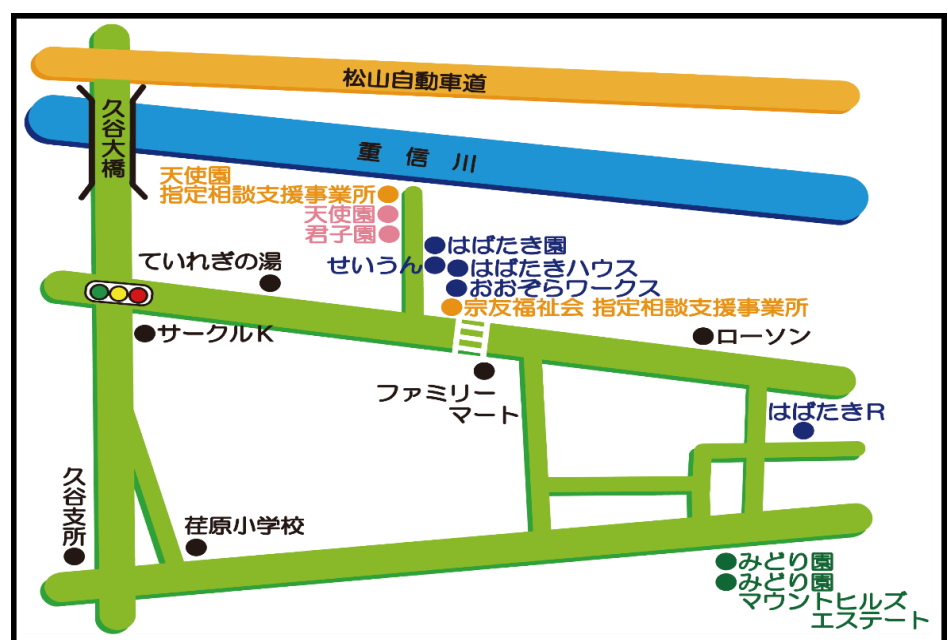 松山自動車道
久谷大橋
重信川
天使園
指定相談支援事業所
天使園
君子園
はばたき園
せいうん
はばたきハウス
おおぞらワークス
宗友福祉会 指定相談支援事業所
ていれぎの湯
サークルK
ローソン
ファミリー
マート
はばたきR
久谷支所
荏原小学校
みどり園
みどり園
マウントヒルズ
エステート